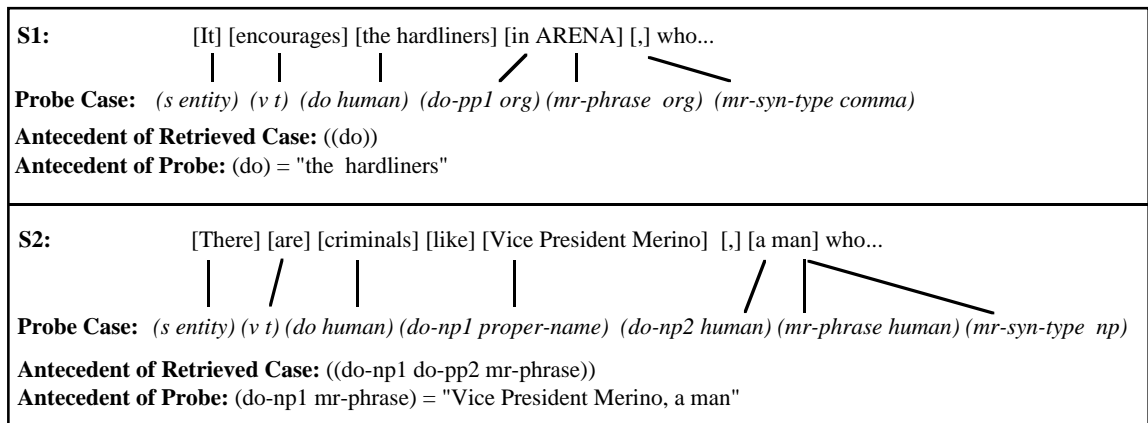 S1: [It] [encourages] [the hardliners] [in ARENA] [,] who...
Probe Case: (s entity) (v t) (do human) (do-pp1 org) (mr-phrase org) (mr-syn-type comma)
Antecedent of Retrieved Case: ((do))
Antecedent of Probe: (do) = "the hardliners"
S2: [There] [are] [criminals] [like] [Vice President Merino] [,] [a man] who...
Probe Case: (s entity) (v t) (do human) (do-np1 proper-name) (do-np2 human) (mr-phrase human) (mr-syn-type np)
Antecedent of Retrieved Case: ((do-np1 do-pp2 mr-phrase))
Antecedent of Probe: (do-np1 mr-phrase) = "Vice President Merino, a man"